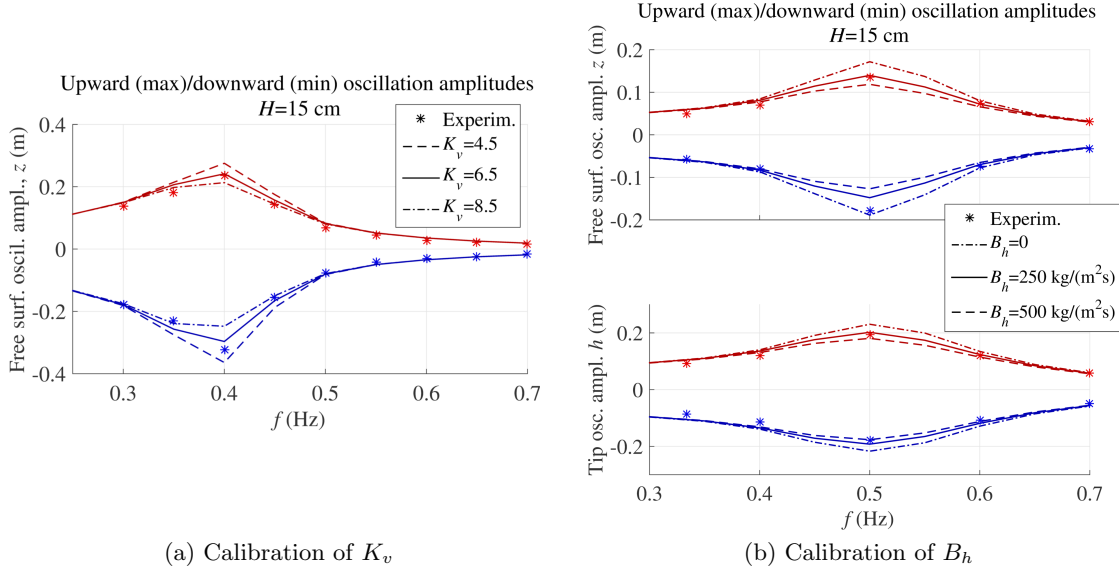 Upward (max)/downward (min) oscillation amplitudes
H=15 cm
Free surf. oscil. ampl., z (m)
0.4
0.2
0
-0.2
-0.4
0.3
0.4
0.5
0.6
0.7
f (Hz)
Experim.
K_v=4.5
K_v=6.5
K_v=8.5
(a) Calibration of K_v
Upward (max)/downward (min) oscillation amplitudes
H=15 cm
Free surf. osc. ampl. z (m)
0.2
0.1
0
-0.1
-0.2
Experim.
B_h=0
B_h=250 kg/(m²s)
B_h=500 kg/(m²s)
Tip osc. ampl. h (m)
0.2
0
-0.2
0.3
0.4
0.5
0.6
0.7
f (Hz)
(b) Calibration of B_h